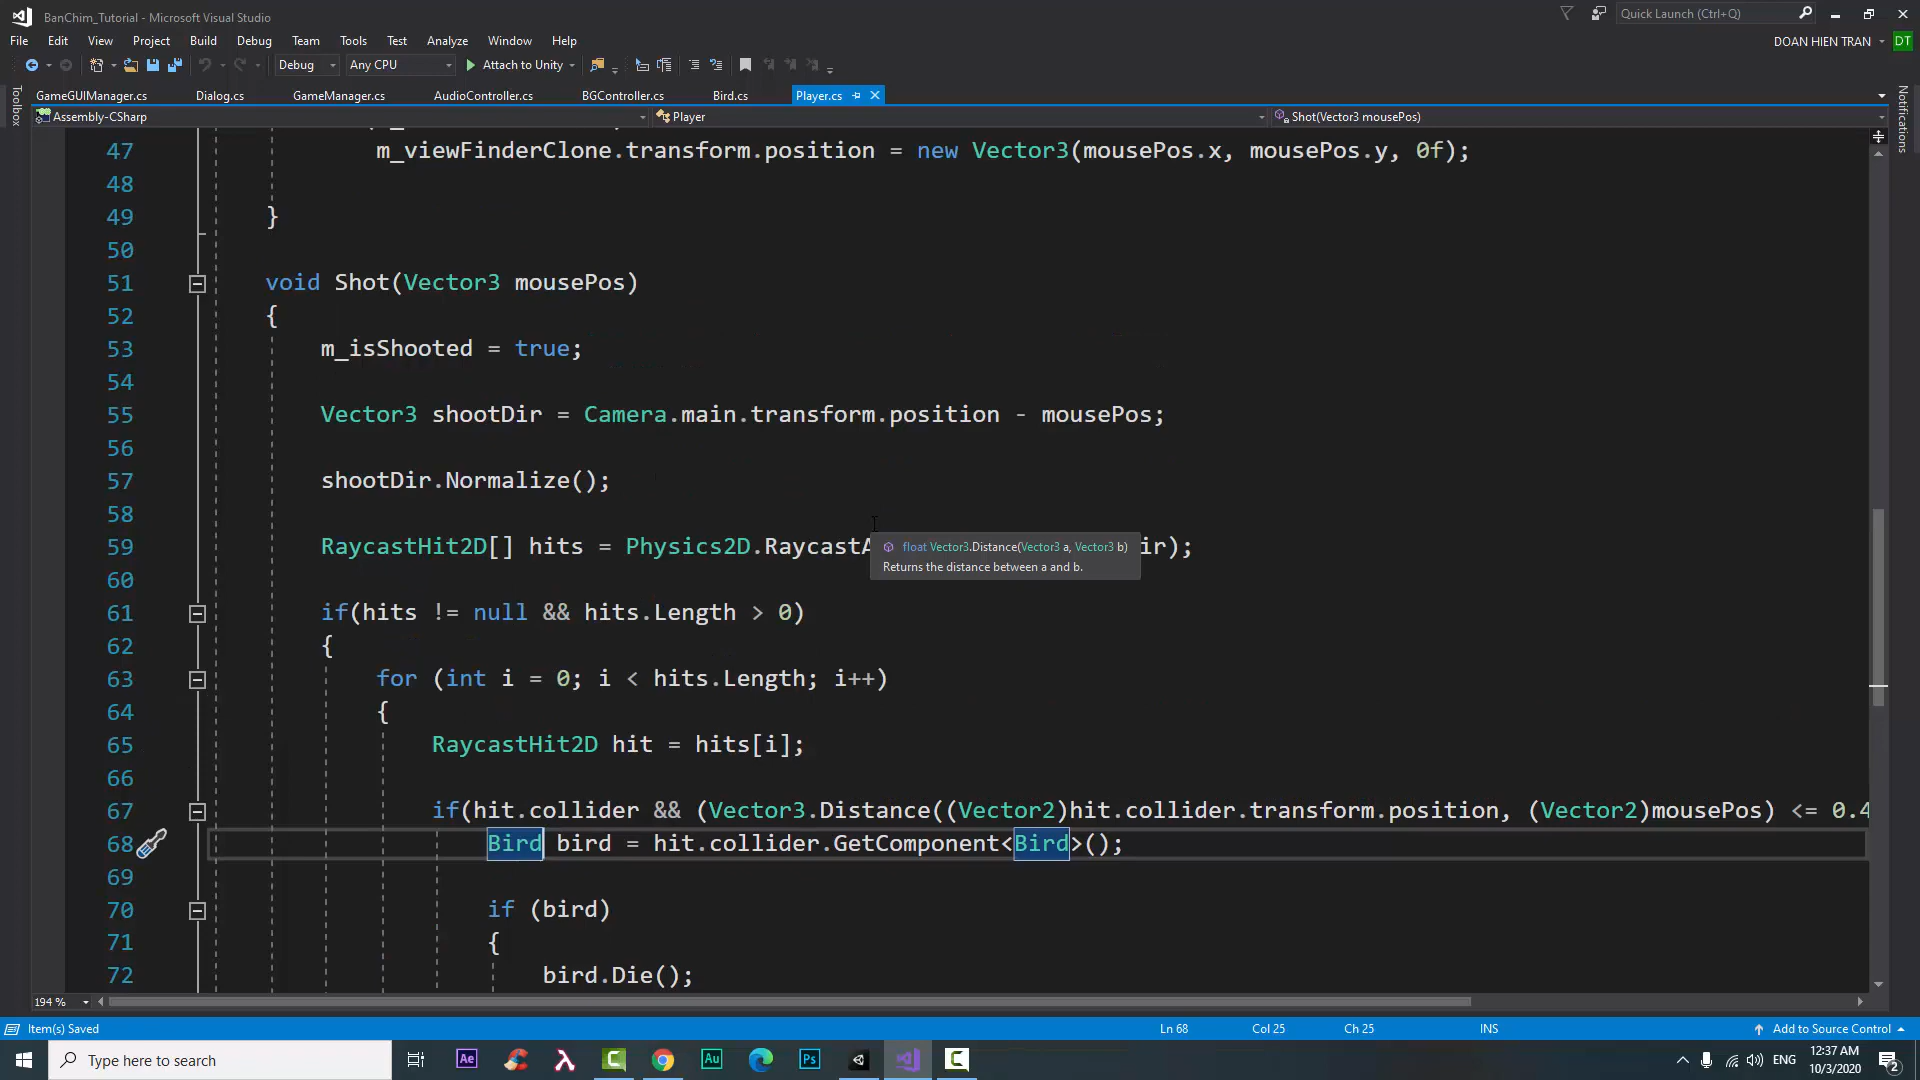 BanChim_Tutorial - Microsoft Visual Studio
Quick Launch (Ctrl+Q)
File Edit View Project Build Debug Team Tools Test Analyze Window Help
DOAN HIEN TRAN DT
Debug Any CPU Attach to Unity
Toolbox
GameGUIManager.cs Dialog.cs GameManager.cs AudioController.cs BGController.cs Bird.cs Player.cs
Notifications
Assembly-CSharp Player Shot(Vector3 mousePos)
47 m_viewFinderClone.transform.position = new Vector3(mousePos.x, mousePos.y, 0f);
48
49 }
50
51 void Shot(Vector3 mousePos)
52 {
53 m_isShooted = true;
54
55 Vector3 shootDir = Camera.main.transform.position - mousePos;
56
57 shootDir.Normalize();
58
59 RaycastHit2D[] hits = Physics2D.Raycast ir);
float Vector3.Distance(Vector3 a, Vector3 b)
Returns the distance between a and b.
60
61 if(hits != null && hits.Length > 0)
62 {
63 for (int i = 0; i < hits.Length; i++)
64 {
65 RaycastHit2D hit = hits[i];
66
67 if(hit.collider && (Vector3.Distance((Vector2)hit.collider.transform.position, (Vector2)mousePos) <= 0.4
68 Bird bird = hit.collider.GetComponent<Bird>();
69
70 if (bird)
71 {
72 bird.Die();
194 %
Item(s) Saved Ln 68 Col 25 Ch 25 INS Add to Source Control
Type here to search Ae Au Ps ENG 12:37 AM
10/3/2020 2